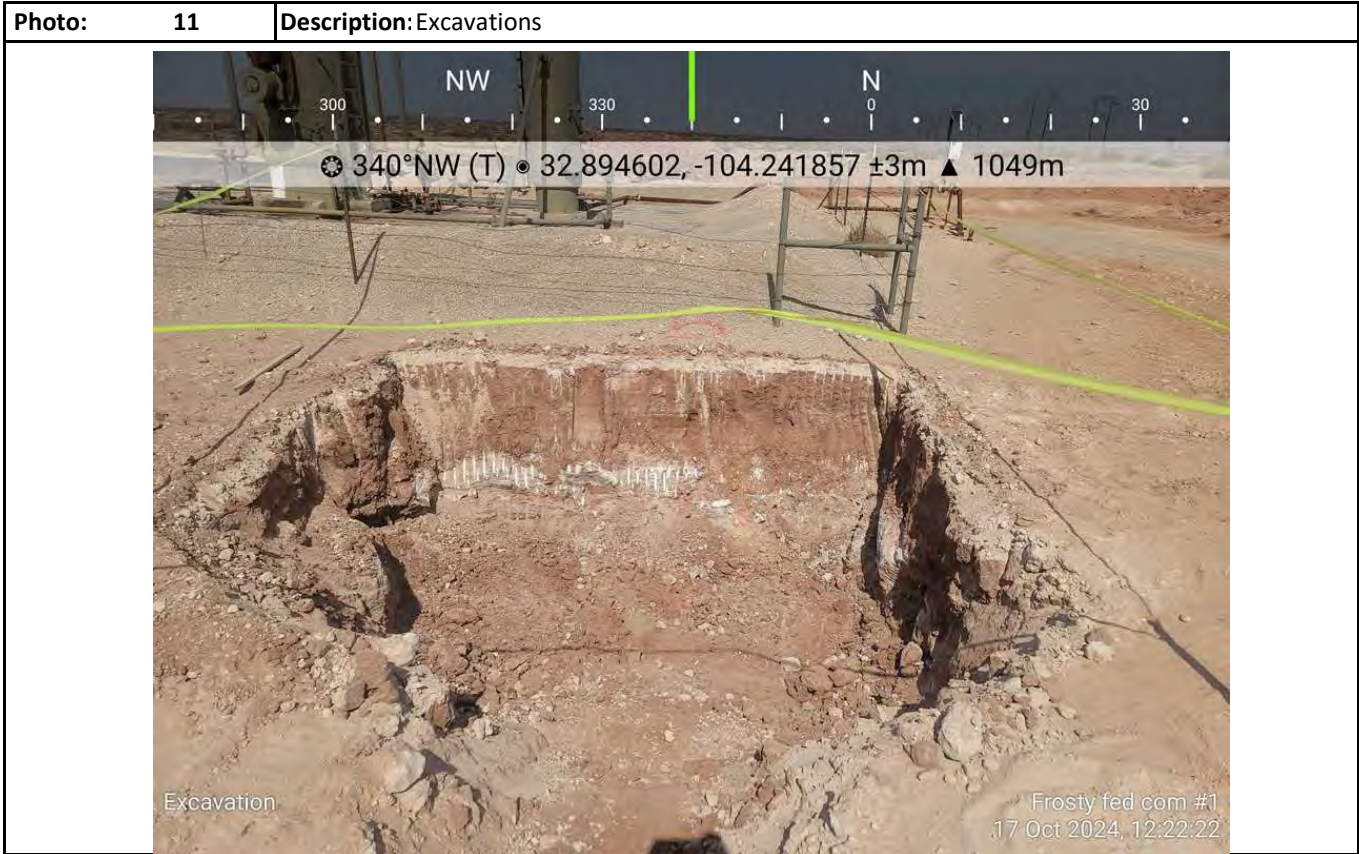 Photo: 11 Description: Excavations
NW N
300 330 0 30
340°NW (T) 32.894602, -104.241857 ±3m ▲ 1049m
Excavation
Frosty fed com #1
17 Oct 2024, 12:22:22